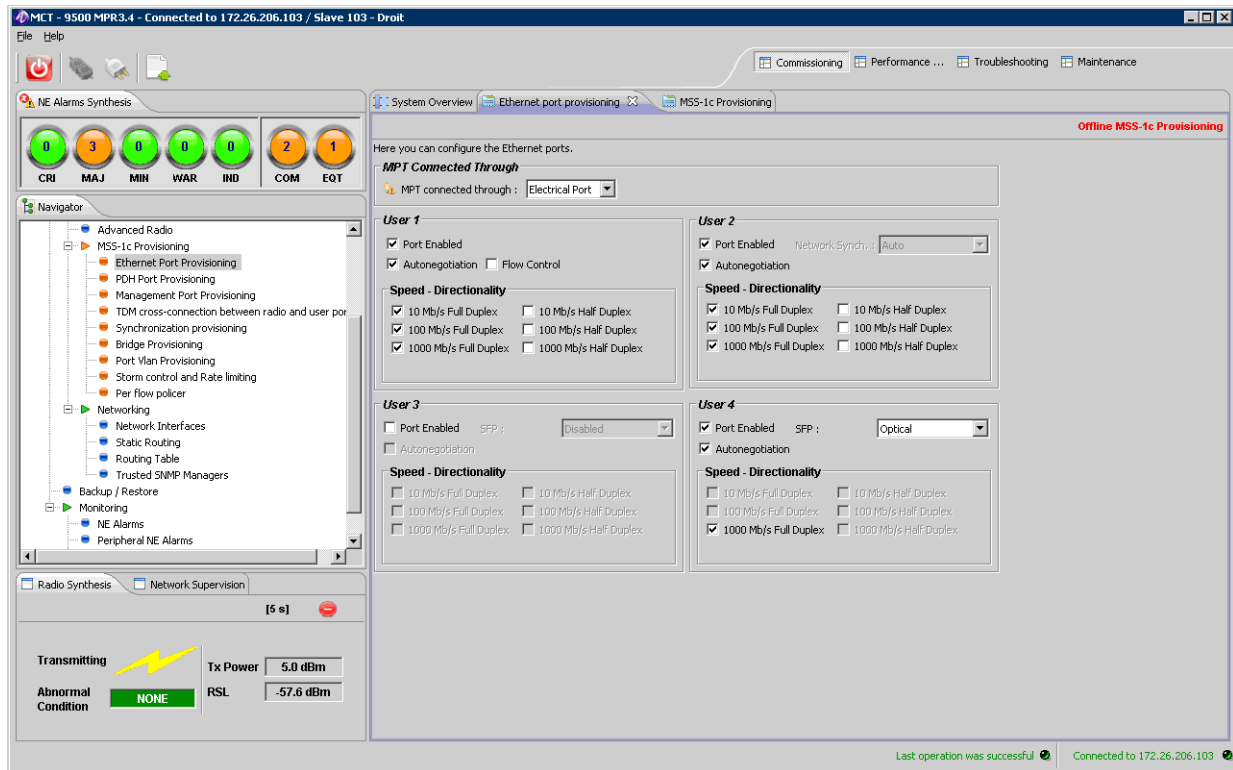 MCT - 9500 MPR3.4 - Connected to 172.26.206.103 / Slave 103 - Droit
File Help
Commissioning Performance ... Troubleshooting Maintenance
NE Alarms Synthesis
0 3 0 0 0 2 1
CRI MAJ MIN WAR IND COM EQT
Navigator
Advanced Radio
MSS-1c Provisioning
Ethernet Port Provisioning
PDH Port Provisioning
Management Port Provisioning
TDM cross-connection between radio and user por
Synchronization provisioning
Bridge Provisioning
Port Vlan Provisioning
Storm control and Rate limiting
Per flow policer
Networking
Network Interfaces
Static Routing
Routing Table
Trusted SNMP Managers
Backup / Restore
Monitoring
NE Alarms
Peripheral NE Alarms
Radio Synthesis Network Supervision
[5 s]
Transmitting
Tx Power 5.0 dBm
Abnormal Condition NONE
RSL -57.6 dBm
System Overview Ethernet port provisioning MSS-1c Provisioning
Offline MSS-1c Provisioning
Here you can configure the Ethernet ports.
MPT Connected Through
MPT connected through : Electrical Port
User 1
Port Enabled
Autonegotiation Flow Control
Speed - Directionality
10 Mb/s Full Duplex 10 Mb/s Half Duplex
100 Mb/s Full Duplex 100 Mb/s Half Duplex
1000 Mb/s Full Duplex 1000 Mb/s Half Duplex
User 2
Port Enabled Network Synch. : Auto
Autonegotiation
Speed - Directionality
10 Mb/s Full Duplex 10 Mb/s Half Duplex
100 Mb/s Full Duplex 100 Mb/s Half Duplex
1000 Mb/s Full Duplex 1000 Mb/s Half Duplex
User 3
Port Enabled SFP : Disabled
Autonegotiation
Speed - Directionality
10 Mb/s Full Duplex 10 Mb/s Half Duplex
100 Mb/s Full Duplex 100 Mb/s Half Duplex
1000 Mb/s Full Duplex 1000 Mb/s Half Duplex
User 4
Port Enabled SFP : Optical
Autonegotiation
Speed - Directionality
10 Mb/s Full Duplex 10 Mb/s Half Duplex
100 Mb/s Full Duplex 100 Mb/s Half Duplex
1000 Mb/s Full Duplex 1000 Mb/s Half Duplex
Last operation was successful Connected to 172.26.206.103